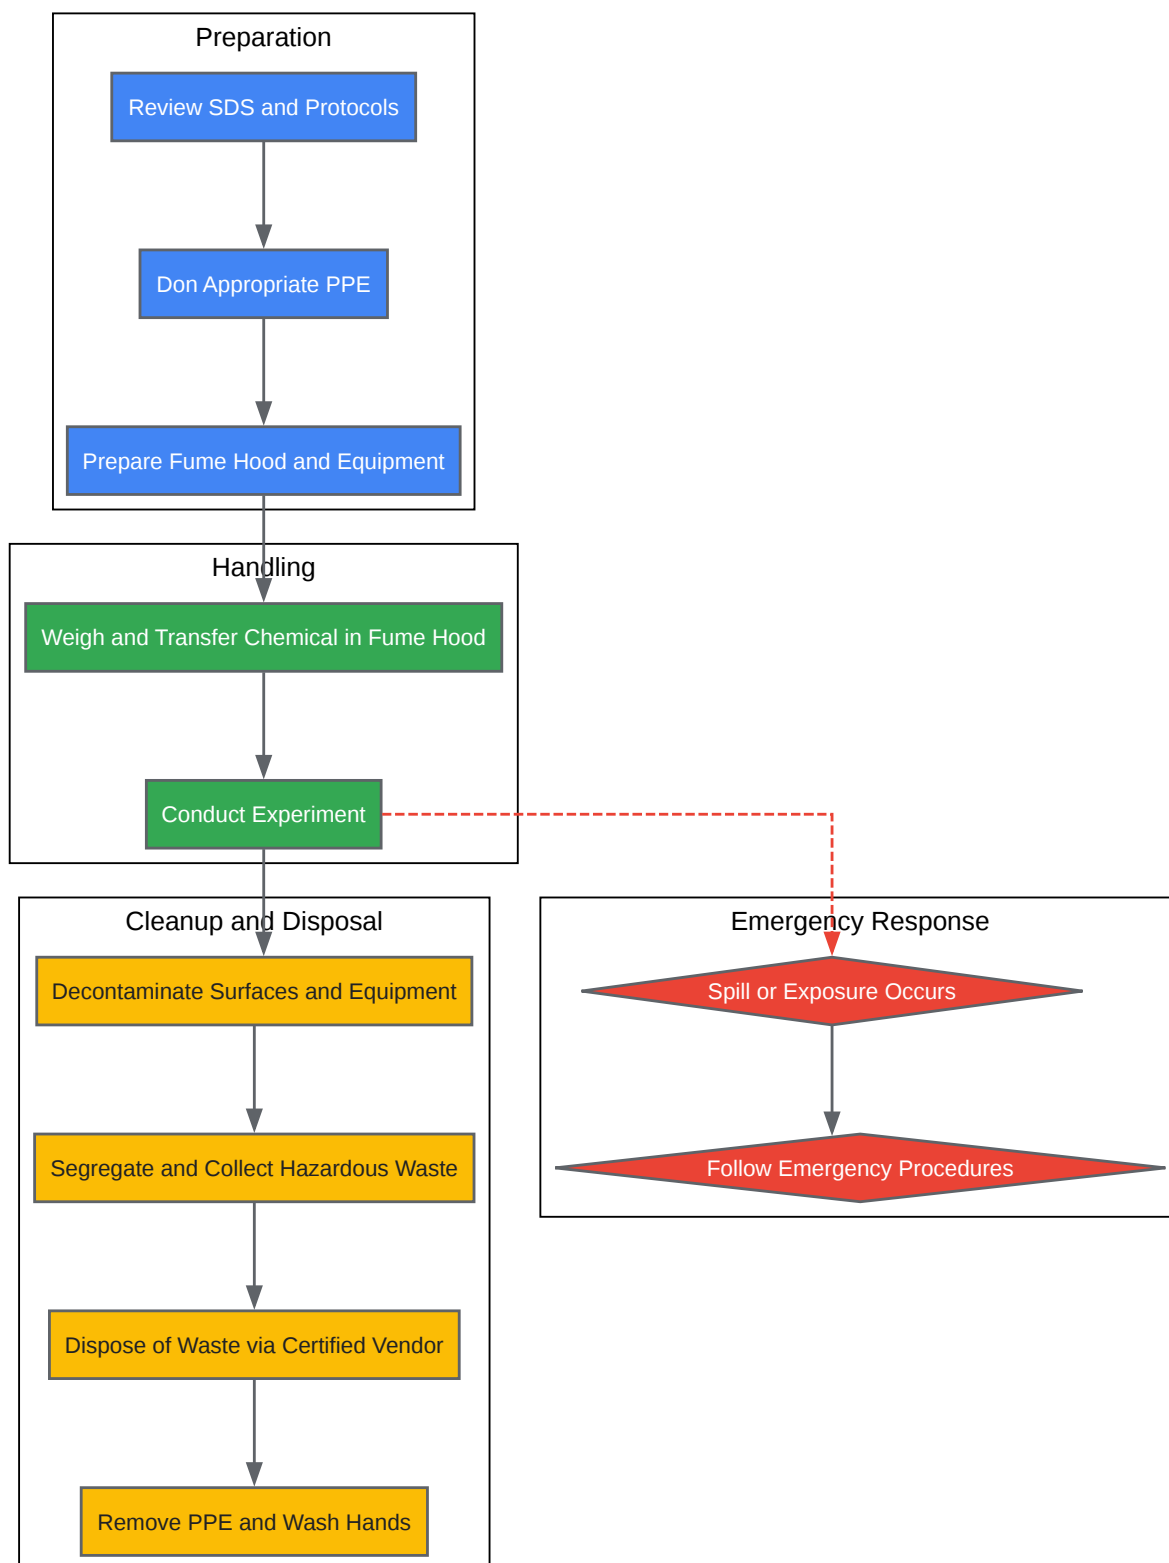 Preparation
Review SDS and Protocols
Don Appropriate PPE
Prepare Fume Hood and Equipment
Handling
Weigh and Transfer Chemical in Fume Hood
Conduct Experiment
Cleanup and Disposal
Decontaminate Surfaces and Equipment
Segregate and Collect Hazardous Waste
Dispose of Waste via Certified Vendor
Remove PPE and Wash Hands
Emergency Response
Spill or Exposure Occurs
Follow Emergency Procedures